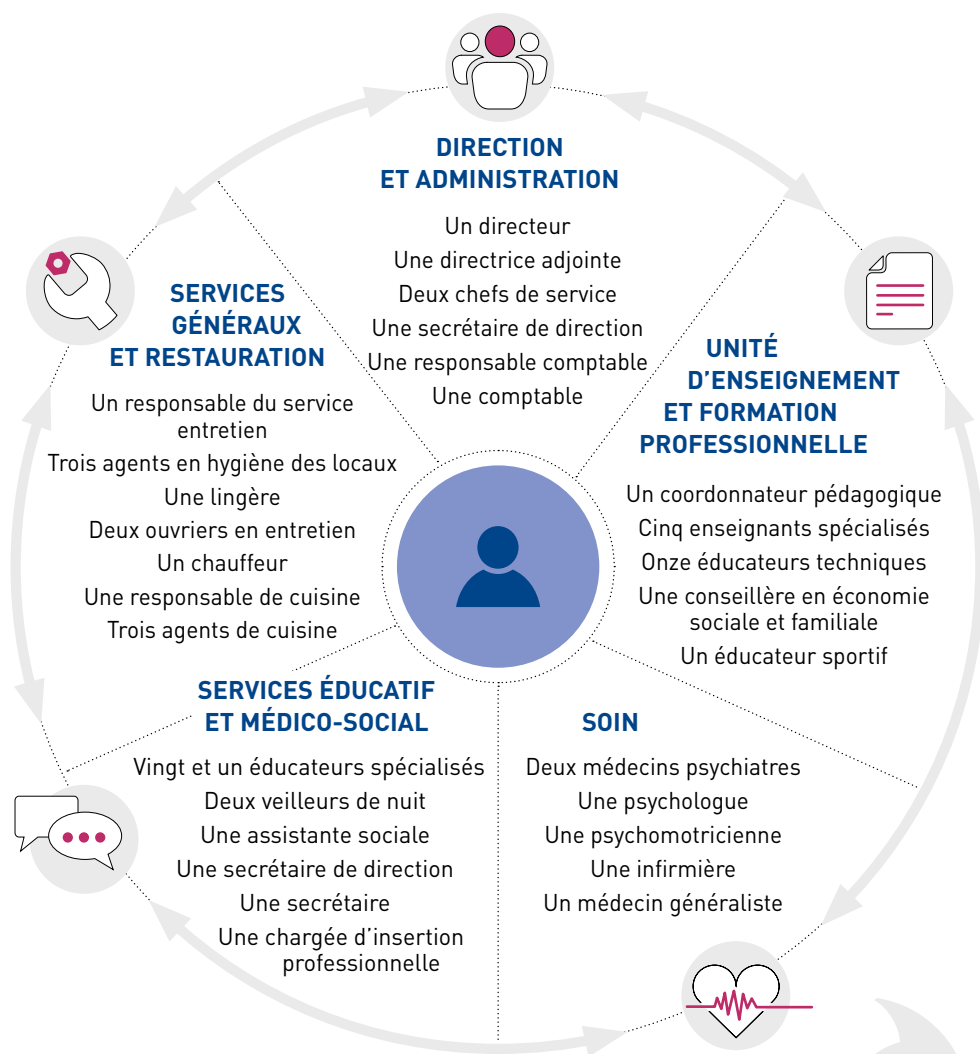 DIRECTION
ET ADMINISTRATION
Un directeur
Une directrice adjointe
Deux chefs de service
Une secrétaire de direction
Une responsable comptable
Une comptable
UNITÉ
D'ENSEIGNEMENT
ET FORMATION
PROFESSIONNELLE
Un coordonnateur pédagogique
Cinq enseignants spécialisés
Onze éducateurs techniques
Une conseillère en économie
sociale et familiale
Un éducateur sportif
SOIN
Deux médecins psychiatres
Une psychologue
Une psychomotricienne
Une infirmière
Un médecin généraliste
SERVICES ÉDUCATIF
ET MÉDICO-SOCIAL
Vingt et un éducateurs spécialisés
Deux veilleurs de nuit
Une assistante sociale
Une secrétaire de direction
Une secrétaire
Une chargée d'insertion
professionnelle
SERVICES
GÉNÉRAUX
ET RESTAURATION
Un responsable du service
entretien
Trois agents en hygiène des locaux
Une lingère
Deux ouvriers en entretien
Un chauffeur
Une responsable de cuisine
Trois agents de cuisine